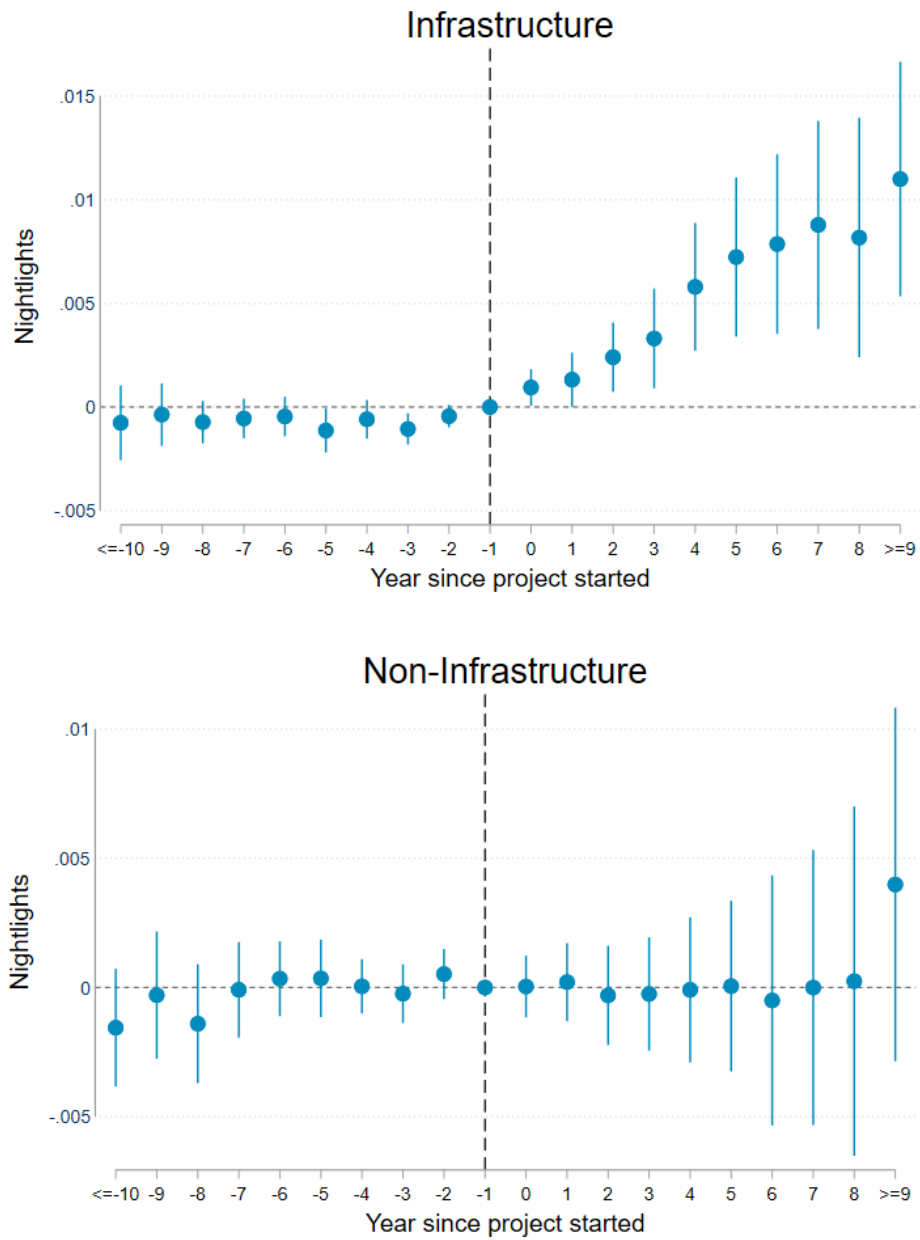 Infrastructure
.015
.01
.005
0
-.005
Nightlights
<=-10 -9 -8 -7 -6 -5 -4 -3 -2 -1 0 1 2 3 4 5 6 7 8 >=9
Year since project started
Non-Infrastructure
.01
.005
0
-.005
Nightlights
<=-10 -9 -8 -7 -6 -5 -4 -3 -2 -1 0 1 2 3 4 5 6 7 8 >=9
Year since project started